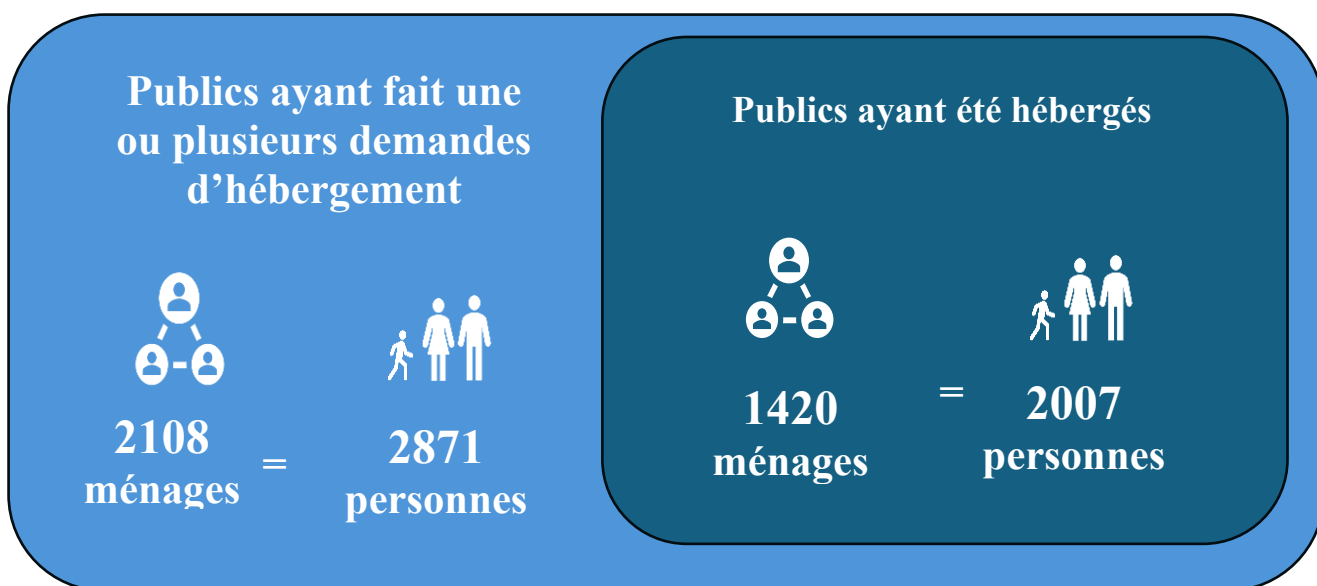 Publics ayant fait une
ou plusieurs demandes
d’hébergement
2108
ménages
=
2871
personnes
Publics ayant été hébergés
1420
ménages
=
2007
personnes